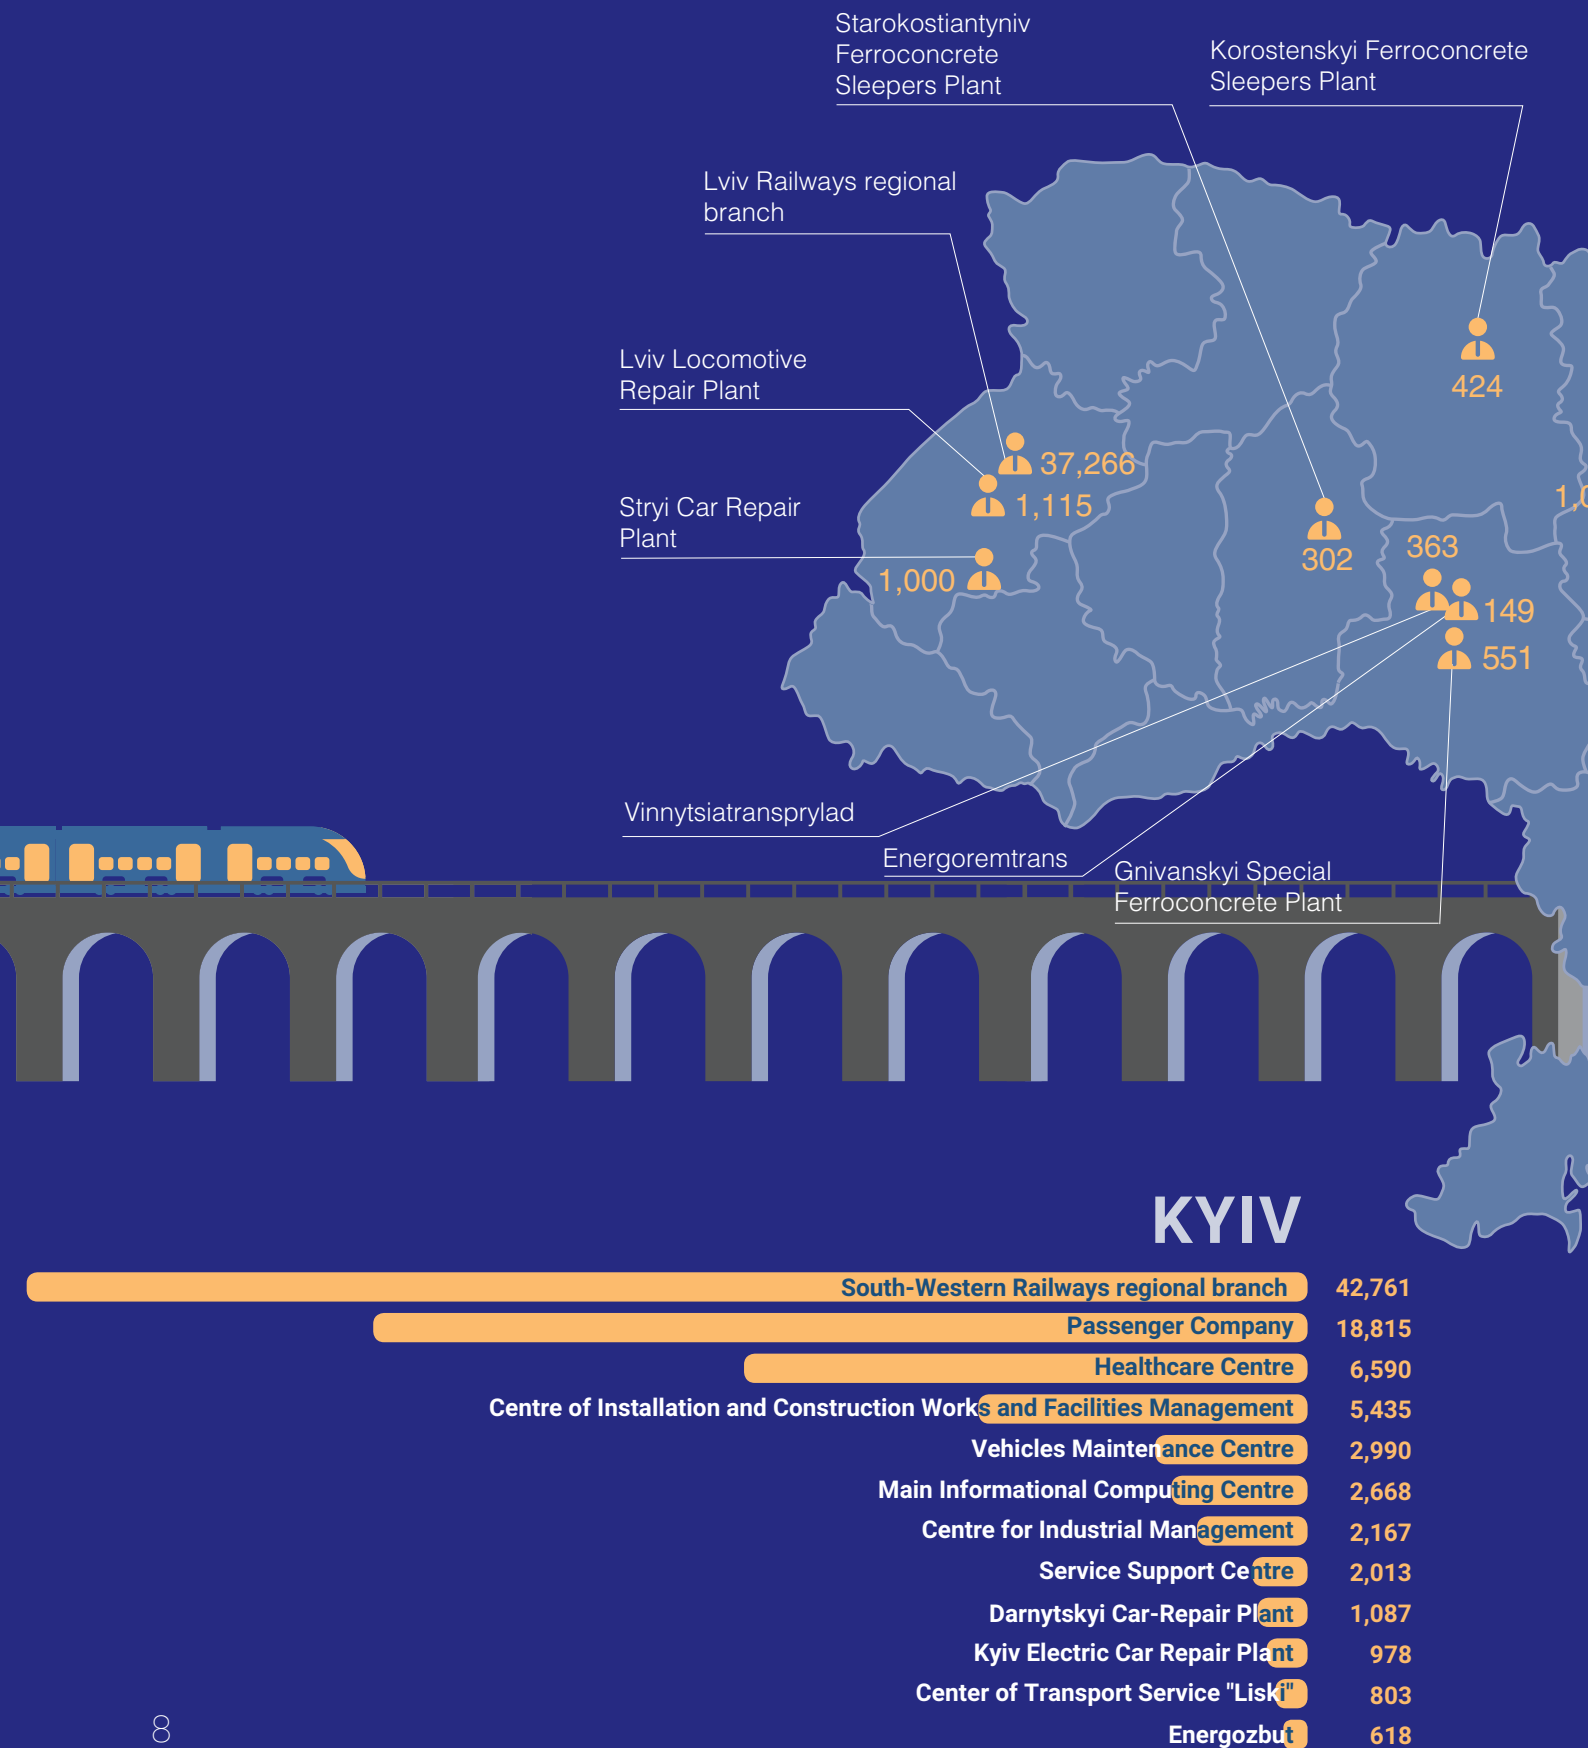 Starokostiantyniv
Ferroconcrete
Sleepers Plant
Korostenskyi Ferroconcrete
Sleepers Plant
Lviv Railways regional
branch
Lviv Locomotive
Repair Plant
424
37,266
1,115
Stryi Car Repair
Plant
1,000
302
363
149
551
Vinnytsiatransprylad
Energoremtrans
Gnivanskyi Special
Ferroconcrete Plant
KYIV
South-Western Railways regional branch 42,761
Passenger Company 18,815
Healthcare Centre 6,590
Centre of Installation and Construction Works and Facilities Management 5,435
Vehicles Maintenance Centre 2,990
Main Informational Computing Centre 2,668
Centre for Industrial Management 2,167
Service Support Centre 2,013
Darnytskyi Car-Repair Plant 1,087
Kyiv Electric Car Repair Plant 978
Center of Transport Service "Liski" 803
Energozbut 618
8